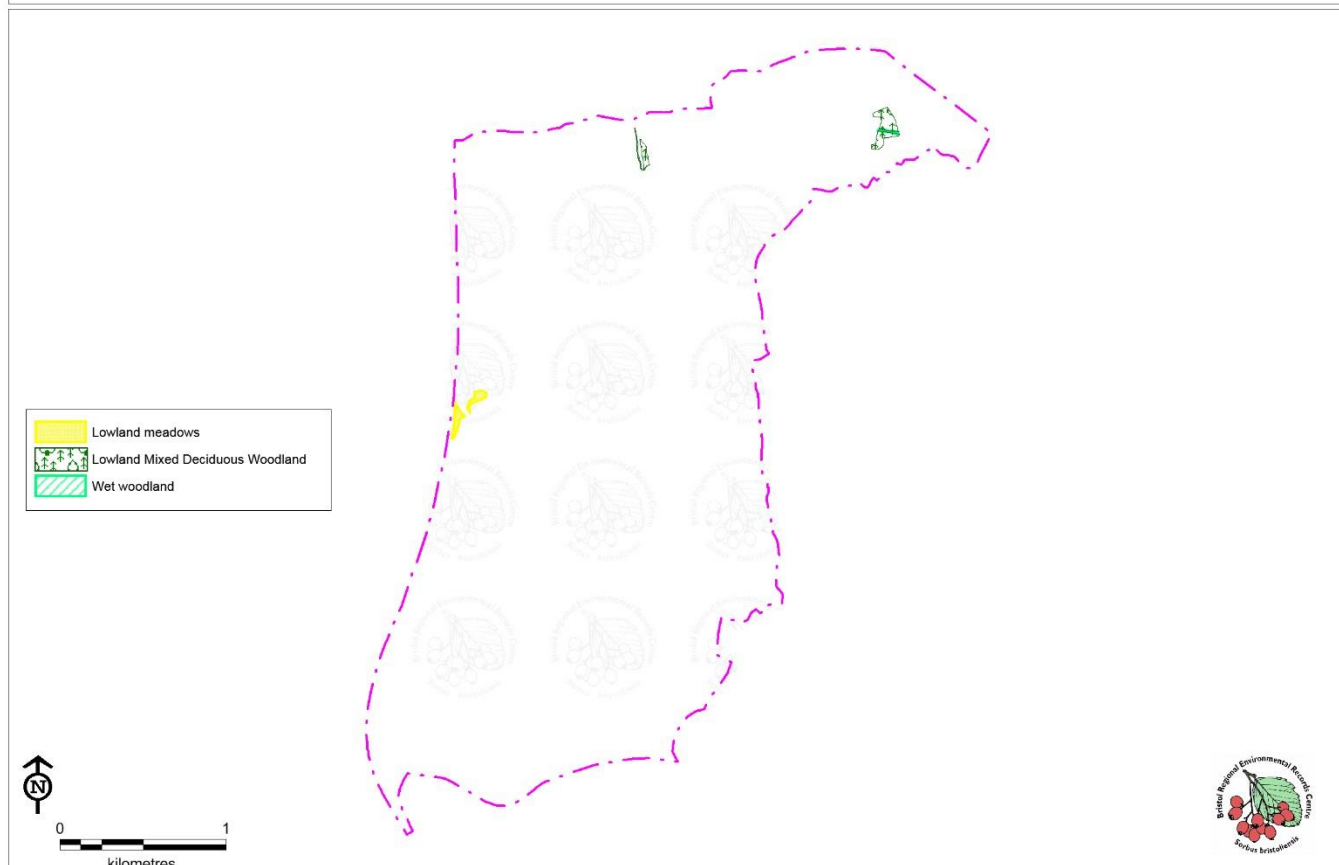 Lowland meadows
Lowland Mixed Deciduous Woodland
Wet woodland
N
0 1
kilometres
Bristol Regional Environmental Records Centre
Sorbus bristoliensis